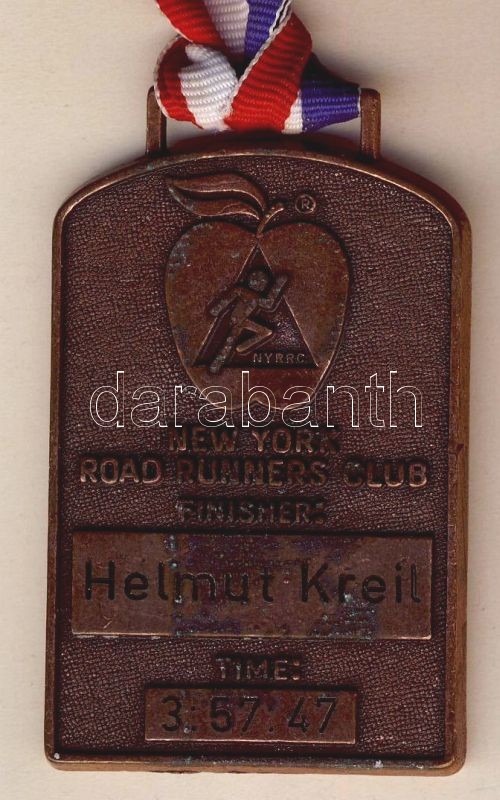 ®
NYRRC
darabanth
NEW YORK
ROAD RUNNERS CLUB
FINISHER:
Helmut Kreil
TIME:
3:57:47